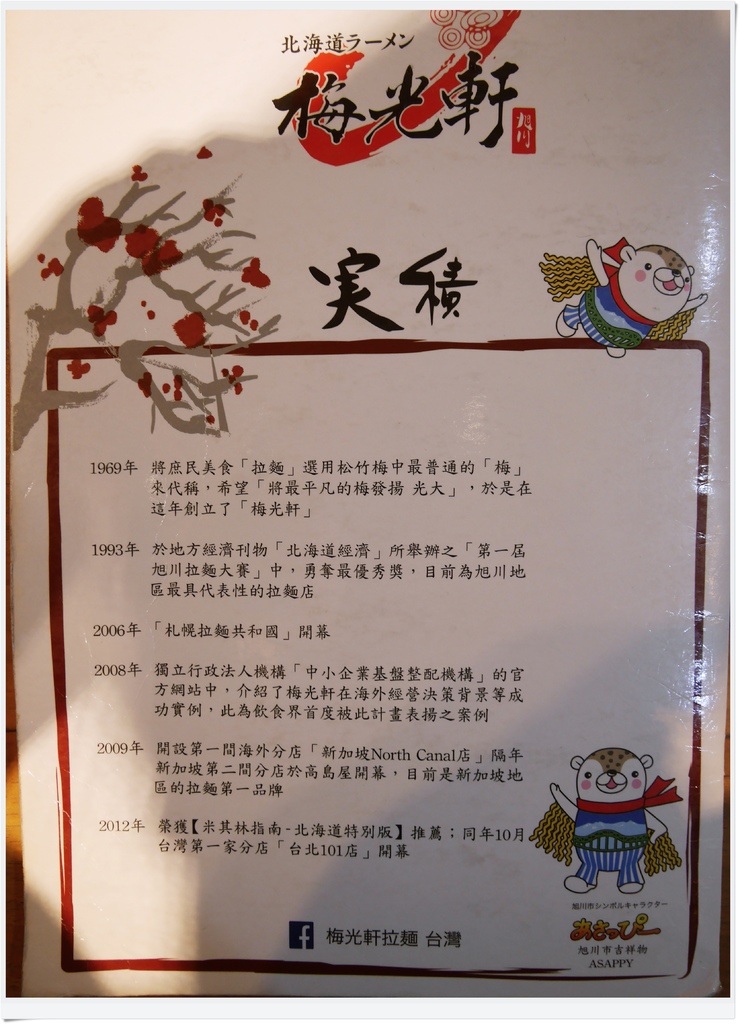 北海道ラーメン
梅光軒
旭川
実積
1969年 將庶民美食「拉麵」選用松竹梅中最普通的「梅」
來代稱，希望「將最平凡的梅發揚 光大」，於是在
這年創立了「梅光軒」
1993年 於地方經濟刊物「北海道經濟」所舉辦之「第一屆
旭川拉麵大賽」中，勇奪最優秀獎，目前為旭川地
區最具代表性的拉麵店
2006年「札幌拉麵共和國」開幕
2008年 獨立行政法人機構「中小企業基盤整配機構」的官
方網站中，介紹了梅光軒在海外經營決策背景等成
功實例，此為飲食界首度被此計畫表揚之案例
2009年 開設第一間海外分店「新加坡North Canal店」隔年
新加坡第二間分店於高島屋開幕，目前是新加坡地
區的拉麵第一品牌
2012年 榮獲【米其林指南-北海道特別版】推薦；同年10月
台灣第一家分店「台北101店」開幕
f 梅光軒拉麵 台灣
旭川市シンボルキャラクター
あさっぴー
旭川市吉祥物
ASAPPY